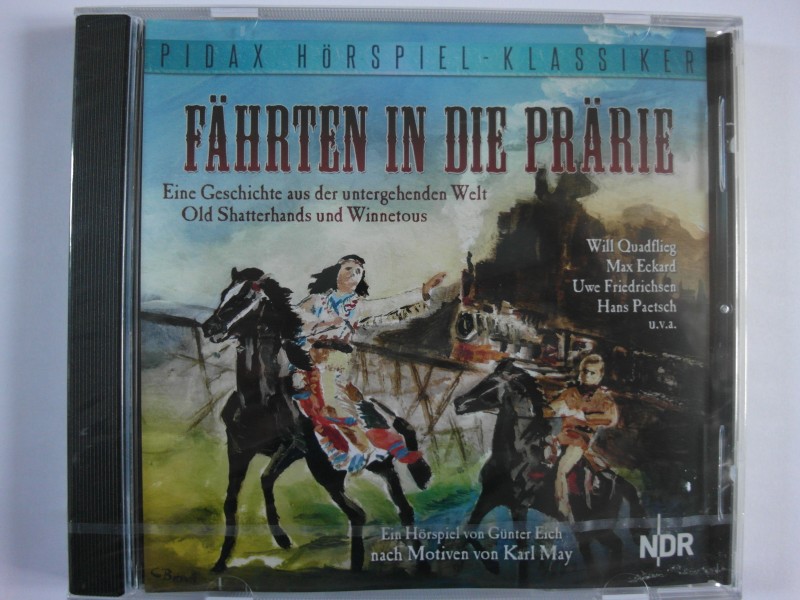 PIDAX HÖRSPIEL-KLASSIKER
FÄHRTEN IN DIE PRÄRIE
Eine Geschichte aus der untergehenden Welt
Old Shatterhands und Winnetous
Will Quadflieg
Max Eckard
Uwe Friedrichsen
Hans Paetsch
u.v.a.
Ein Hörspiel von Günter Eich
nach Motiven von Karl May
NDR